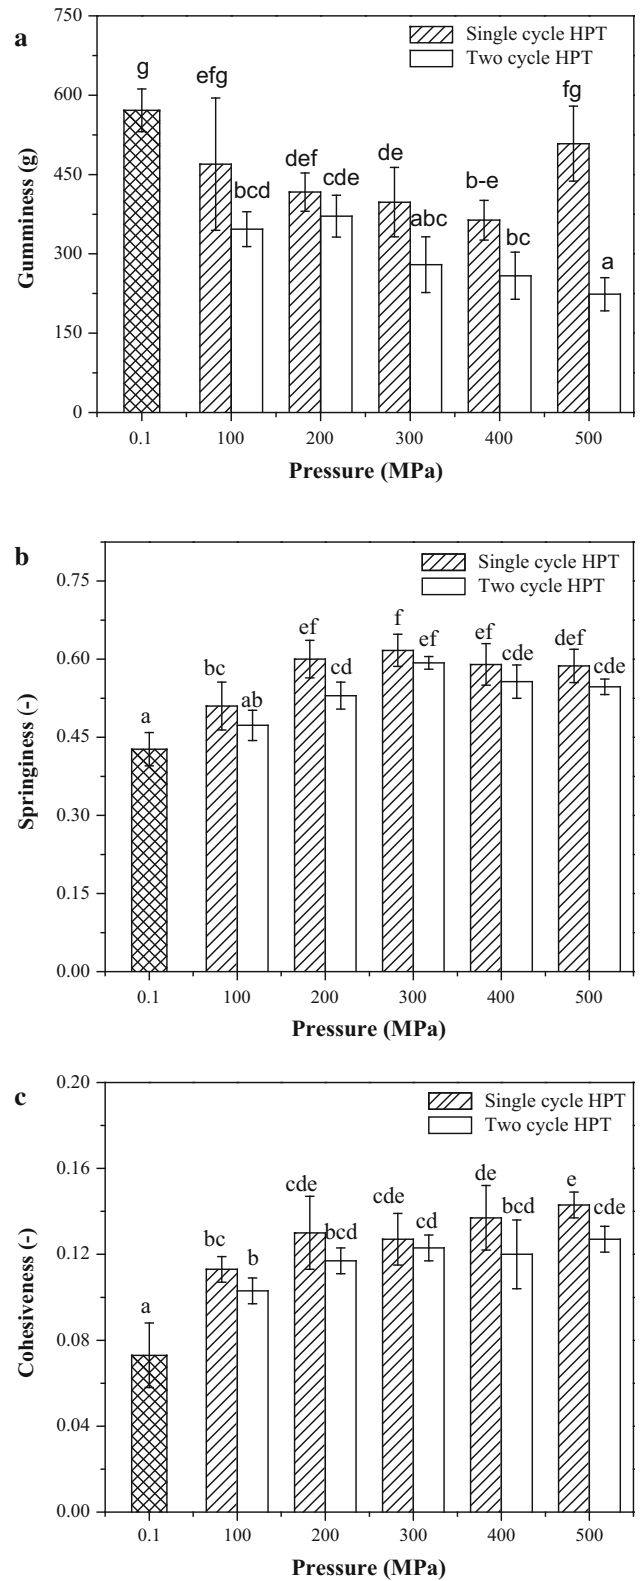 a
Single cycle HPT
Two cycle HPT
750
600
450
300
150
0
Gumminess (g)
g
efg
bcd
def
cde
de
abc
b-e
bc
fg
a
0.1 100 200 300 400 500
Pressure (MPa)
b
Single cycle HPT
Two cycle HPT
0.75
0.60
0.45
0.30
0.15
0.00
Springiness (-)
a
bc
ab
ef
cd
f
ef
ef
cde
def
cde
0.1 100 200 300 400 500
Pressure (MPa)
c
Single cycle HPT
Two cycle HPT
0.20
0.16
0.12
0.08
0.04
0.00
Cohesiveness (-)
a
bc
b
cde
bcd
cde
cd
de
bcd
e
cde
0.1 100 200 300 400 500
Pressure (MPa)